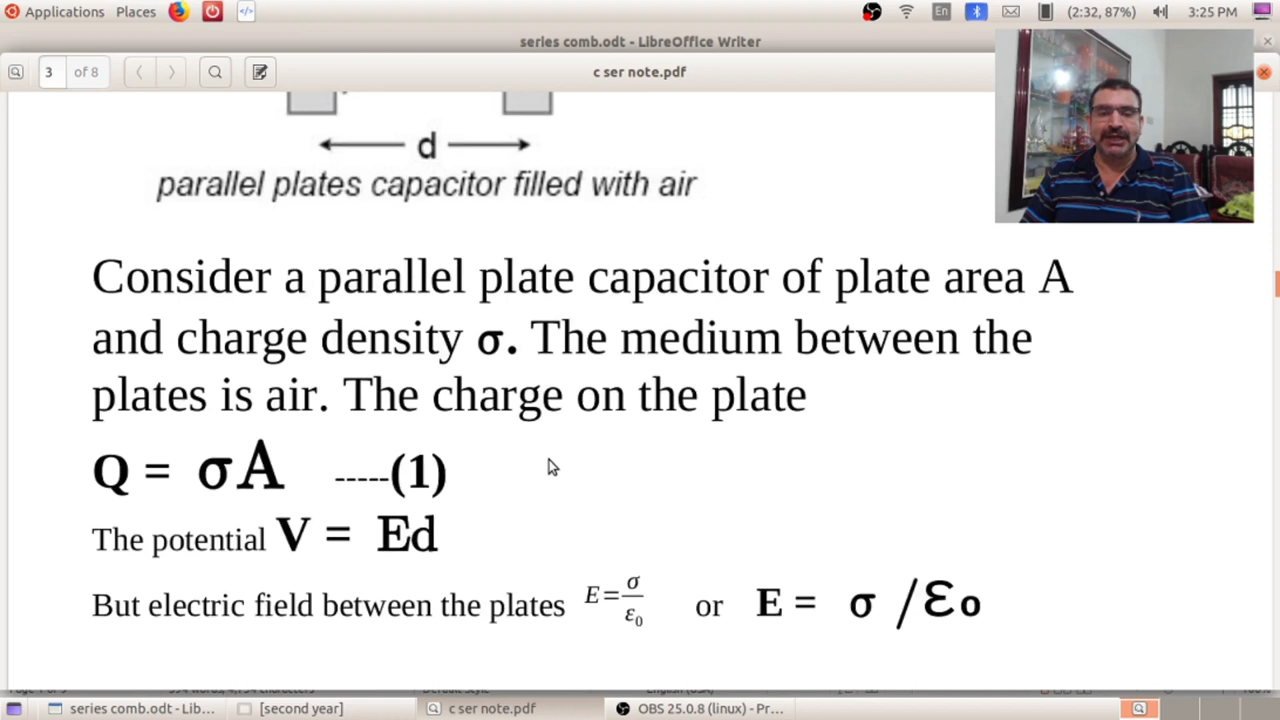 Applications Places En (2:32, 87%) 3:25 PM
series comb.odt - LibreOffice Writer
3 of 8 c ser note.pdf
d
parallel plates capacitor filled with air
Consider a parallel plate capacitor of plate area A
and charge density σ. The medium between the
plates is air. The charge on the plate
Q = σA -----(1)
The potential V = Ed
But electric field between the plates E=σ/ε0 or E = σ /εo
series comb.odt - Lib... [second year] c ser note.pdf OBS 25.0.8 (linux) - Pr...